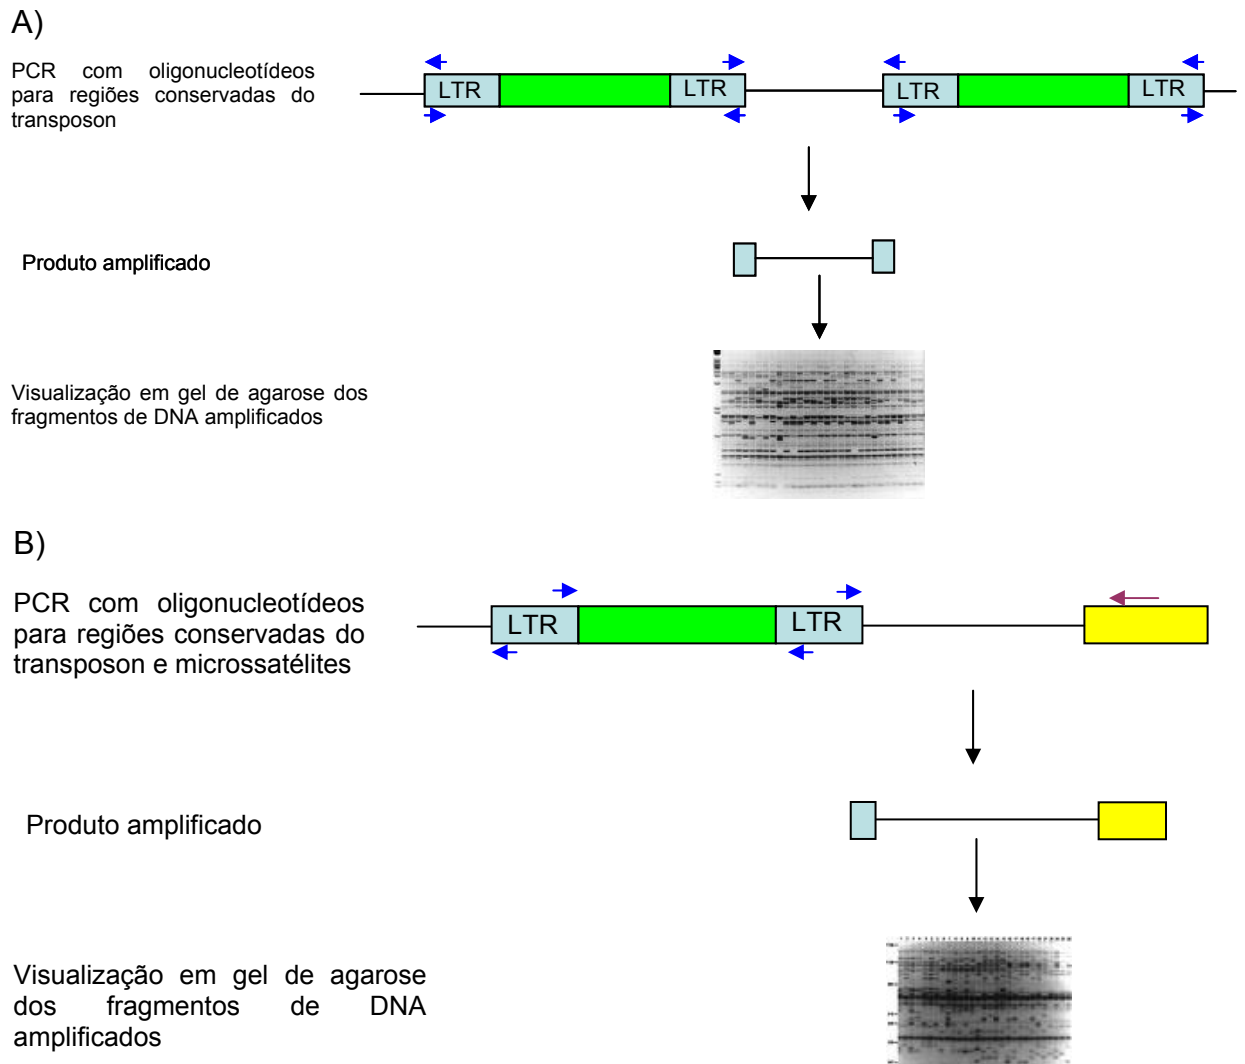 A)
PCR com oligonucleotídeos
para regiões conservadas do
transposon
LTR
LTR
LTR
LTR
Produto amplificado
Visualização em gel de agarose dos
fragmentos de DNA amplificados
B)
PCR com oligonucleotídeos
para regiões conservadas do
transposon e microssatélites
LTR
LTR
Produto amplificado
Visualização em gel de agarose
dos fragmentos de DNA
amplificados